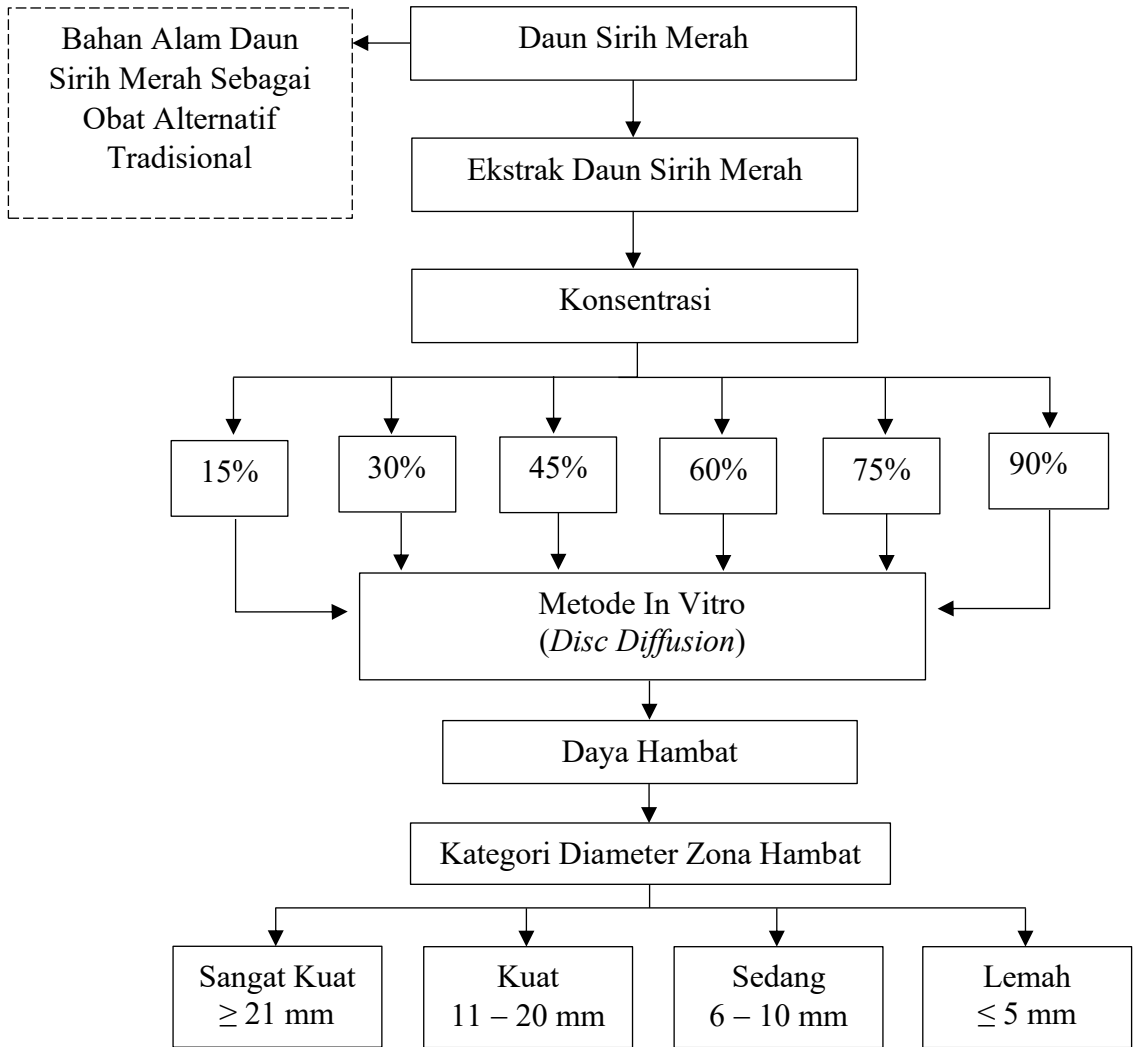 Bahan Alam Daun
Sirih Merah Sebagai
Obat Alternatif
Tradisional
Daun Sirih Merah
Ekstrak Daun Sirih Merah
Konsentrasi
15%
30%
45%
60%
75%
90%
Metode In Vitro
(Disc Diffusion)
Daya Hambat
Kategori Diameter Zona Hambat
Sangat Kuat
≥ 21 mm
Kuat
11 – 20 mm
Sedang
6 – 10 mm
Lemah
≤ 5 mm